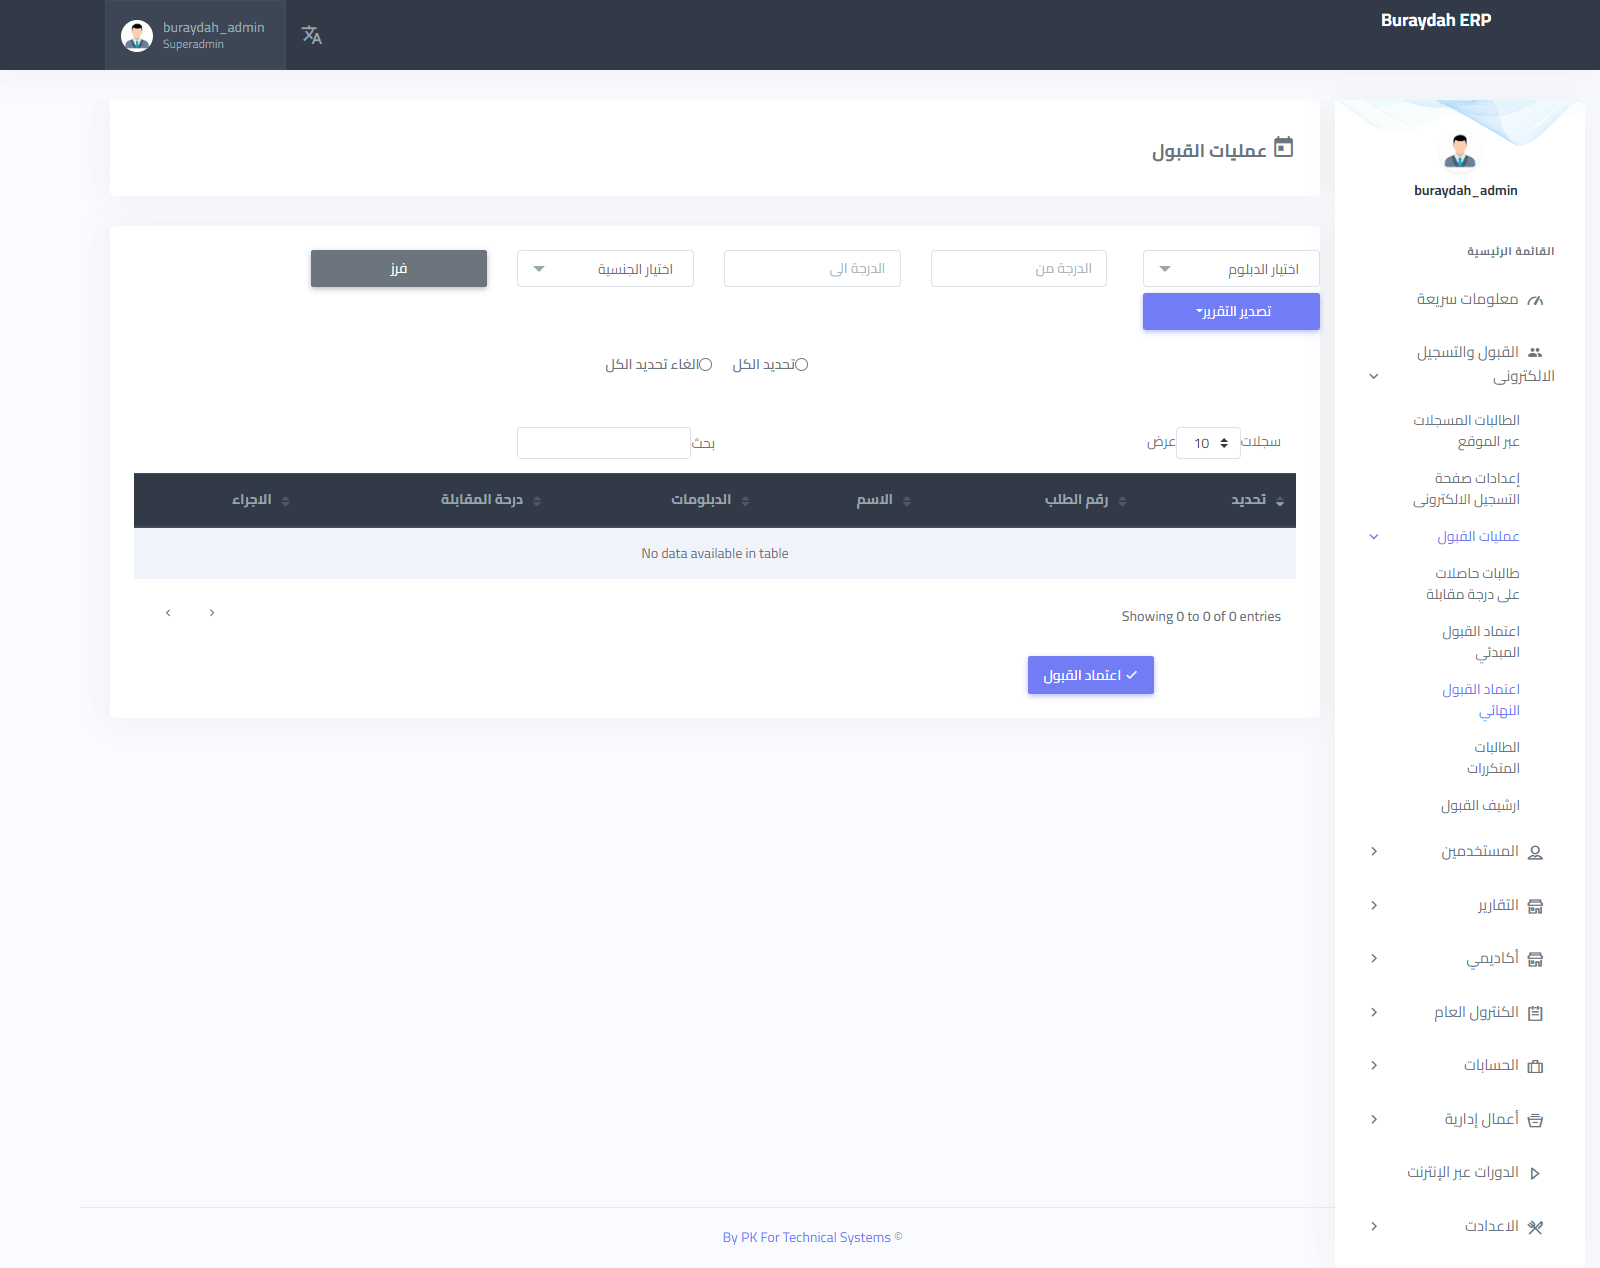 Buraydah ERP
buraydah_admin
Superadmin
عمليات القبول
اختيار الدبلوم
الدرجة من
الدرجة الى
اختيار الجنسية
فرز
تصدير التقرير
تحديد الكل
الغاء تحديد الكل
سجلات 10 عرض
بحث
تحديد
رقم الطلب
الاسم
الدبلومات
درجة المقابلة
الاجراء
No data available in table
Showing 0 to 0 of 0 entries
اعتماد القبول
buraydah_admin
القائمة الرئيسية
معلومات سريعة
القبول والتسجيل
الالكترونى
الطالبات المسجلات
عبر الموقع
إعدادات صفحة
التسجيل الالكترونى
عمليات القبول
طالبات حاصلات
على درجة مقابلة
اعتماد القبول
المبدئي
اعتماد القبول
النهائي
الطالبات
المتكررات
ارشيف القبول
المستخدمين
التقارير
أكاديمي
الكنترول العام
الحسابات
أعمال إدارية
الدورات عبر الإنترنت
الاعدادت
By PK For Technical Systems ©